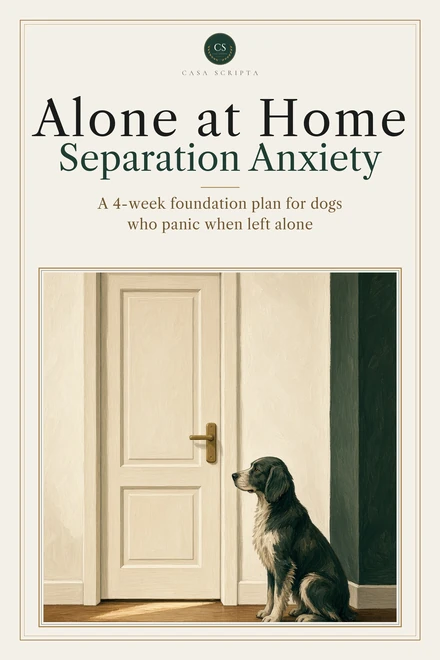 CS
CASA SCRIPTA
Alone at Home
Separation Anxiety
A 4-week foundation plan for dogs
who panic when left alone